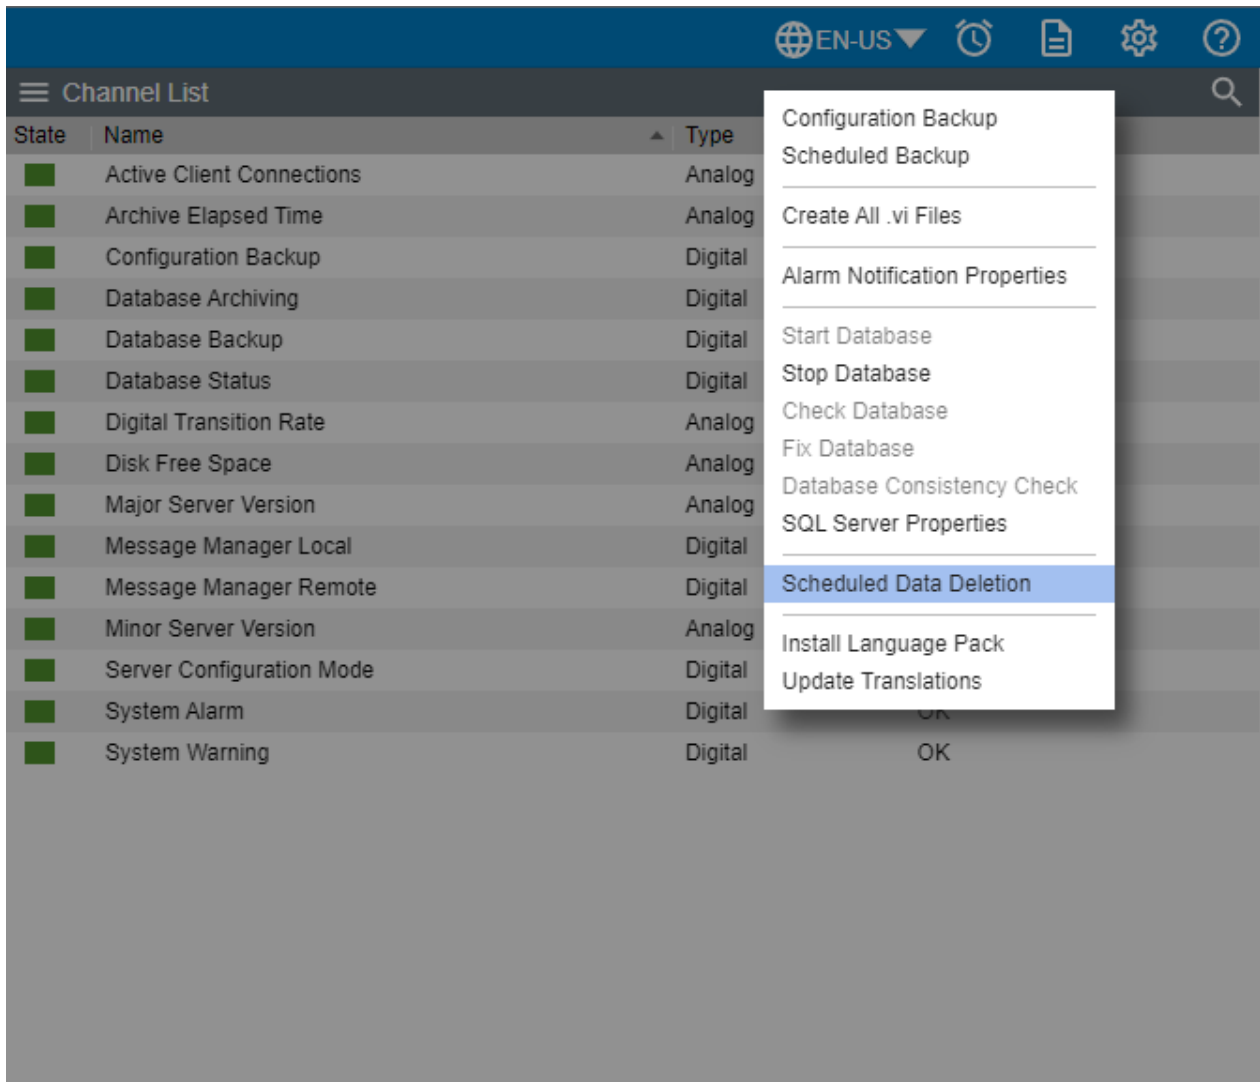 EN-US
Channel List
State Name Type
Active Client Connections Analog
Archive Elapsed Time Analog
Configuration Backup Digital
Database Archiving Digital
Database Backup Digital
Database Status Digital
Digital Transition Rate Analog
Disk Free Space Analog
Major Server Version Analog
Message Manager Local Digital
Message Manager Remote Digital
Minor Server Version Analog
Server Configuration Mode Digital
System Alarm Digital OK
System Warning Digital OK
Configuration Backup
Scheduled Backup
Create All .vi Files
Alarm Notification Properties
Start Database
Stop Database
Check Database
Fix Database
Database Consistency Check
SQL Server Properties
Scheduled Data Deletion
Install Language Pack
Update Translations